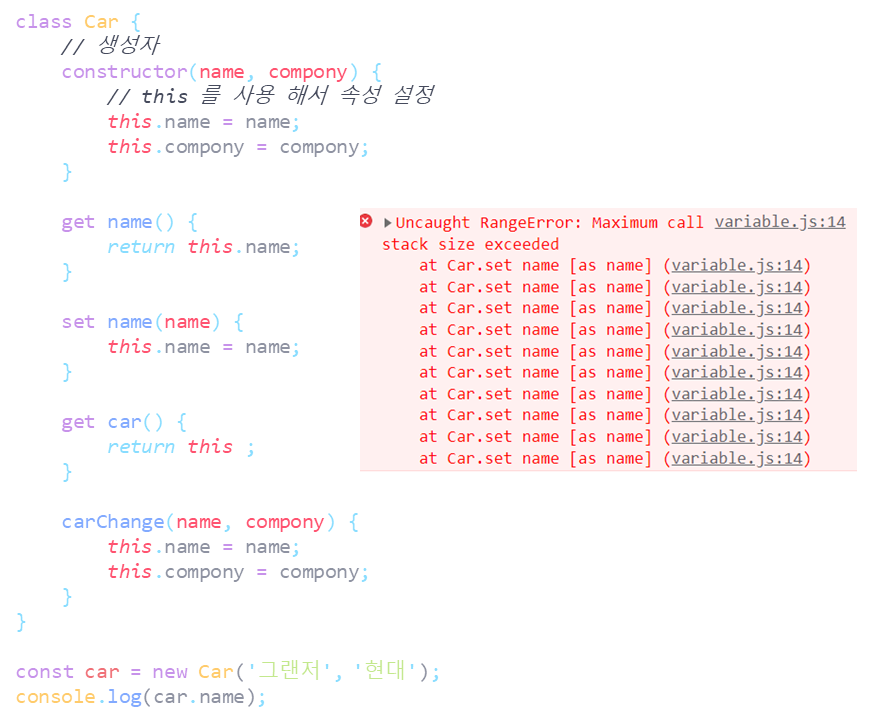 class Car {
// 생성자
constructor(name, compony) {
// this 를 사용 해서 속성 설정
this.name = name;
this.compony = compony;
}
get name() {
return this.name;
}
set name(name) {
this.name = name;
}
get car() {
return this ;
}
carChange(name, compony) {
this.name = name;
this.compony = compony;
}
}
const car = new Car('그랜저', '현대');
console.log(car.name);
Uncaught RangeError: Maximum call variable.js:14
stack size exceeded
at Car.set name [as name] (variable.js:14)
at Car.set name [as name] (variable.js:14)
at Car.set name [as name] (variable.js:14)
at Car.set name [as name] (variable.js:14)
at Car.set name [as name] (variable.js:14)
at Car.set name [as name] (variable.js:14)
at Car.set name [as name] (variable.js:14)
at Car.set name [as name] (variable.js:14)
at Car.set name [as name] (variable.js:14)
at Car.set name [as name] (variable.js:14)